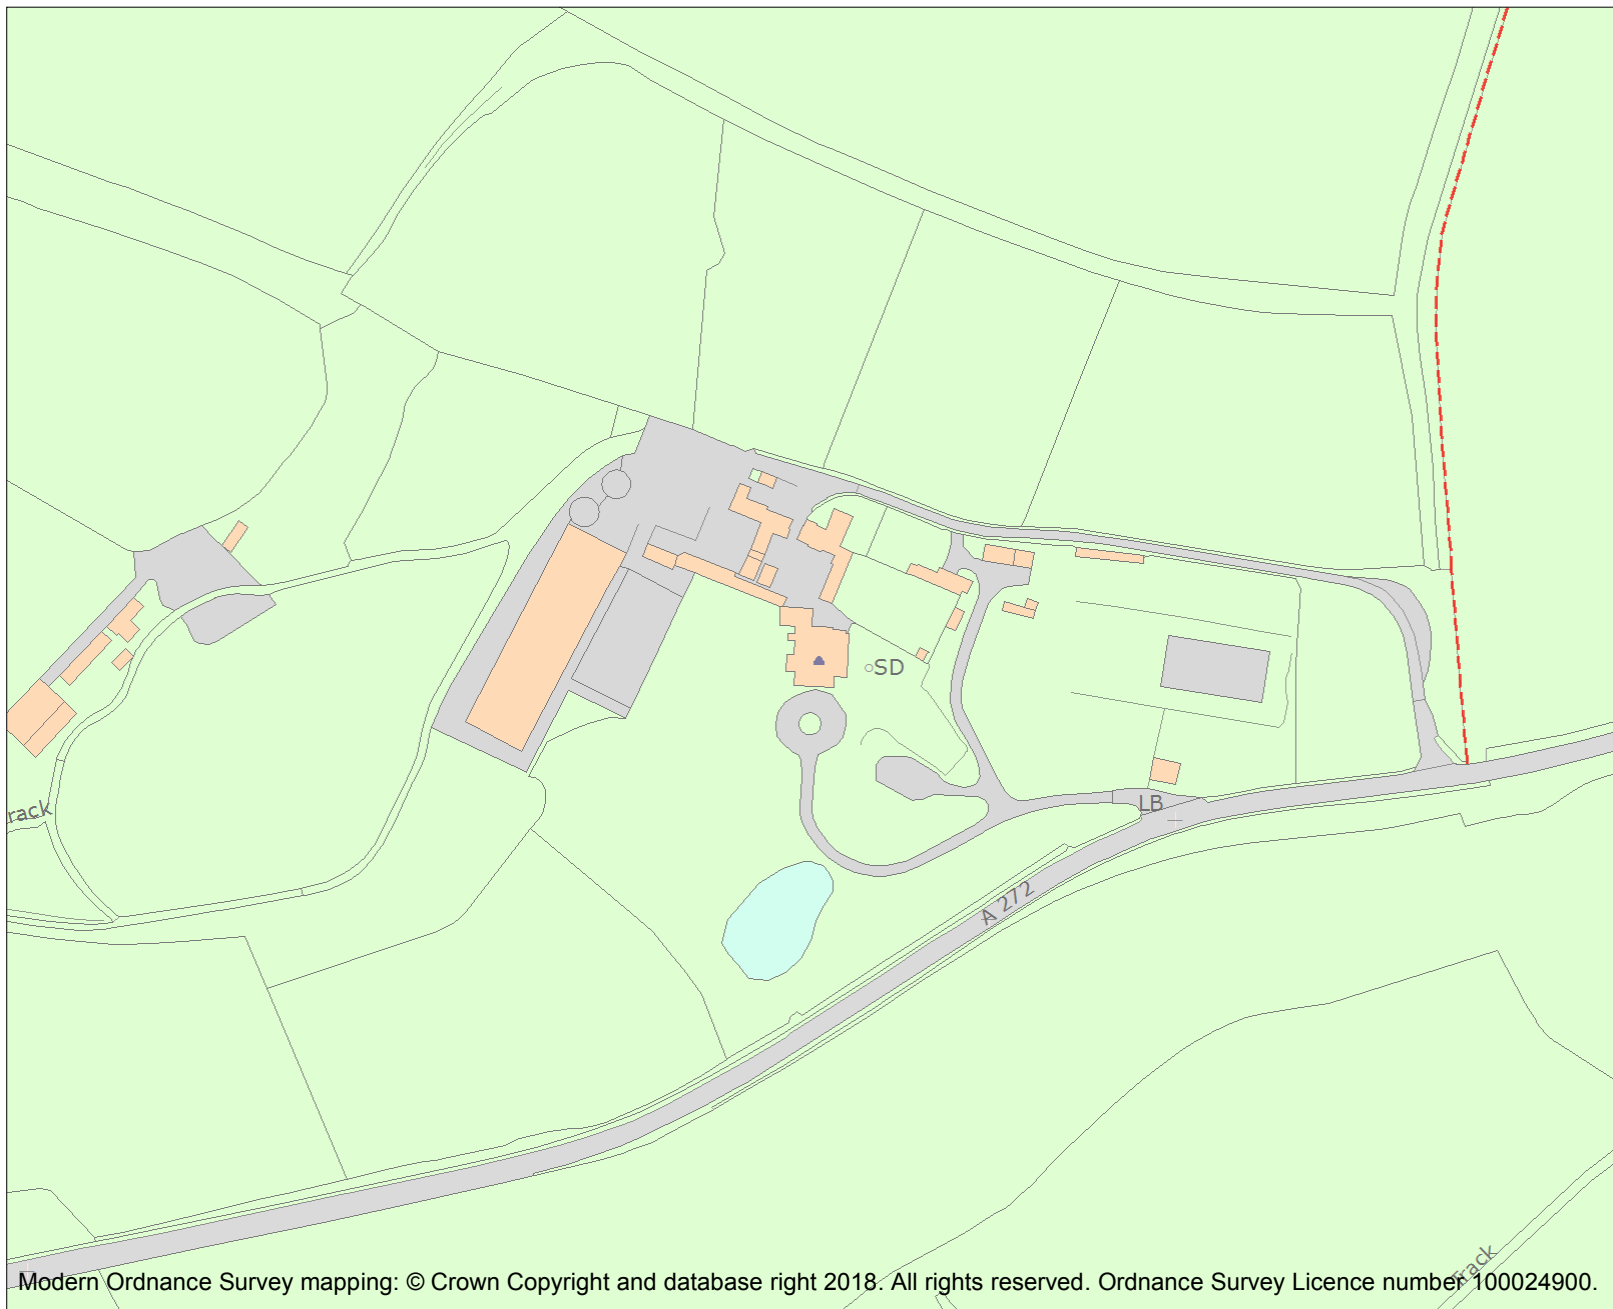 SD
LB
rack
A 272
Track
Modern Ordnance Survey mapping: © Crown Copyright and database right 2018. All rights reserved. Ordnance Survey Licence number 100024900.